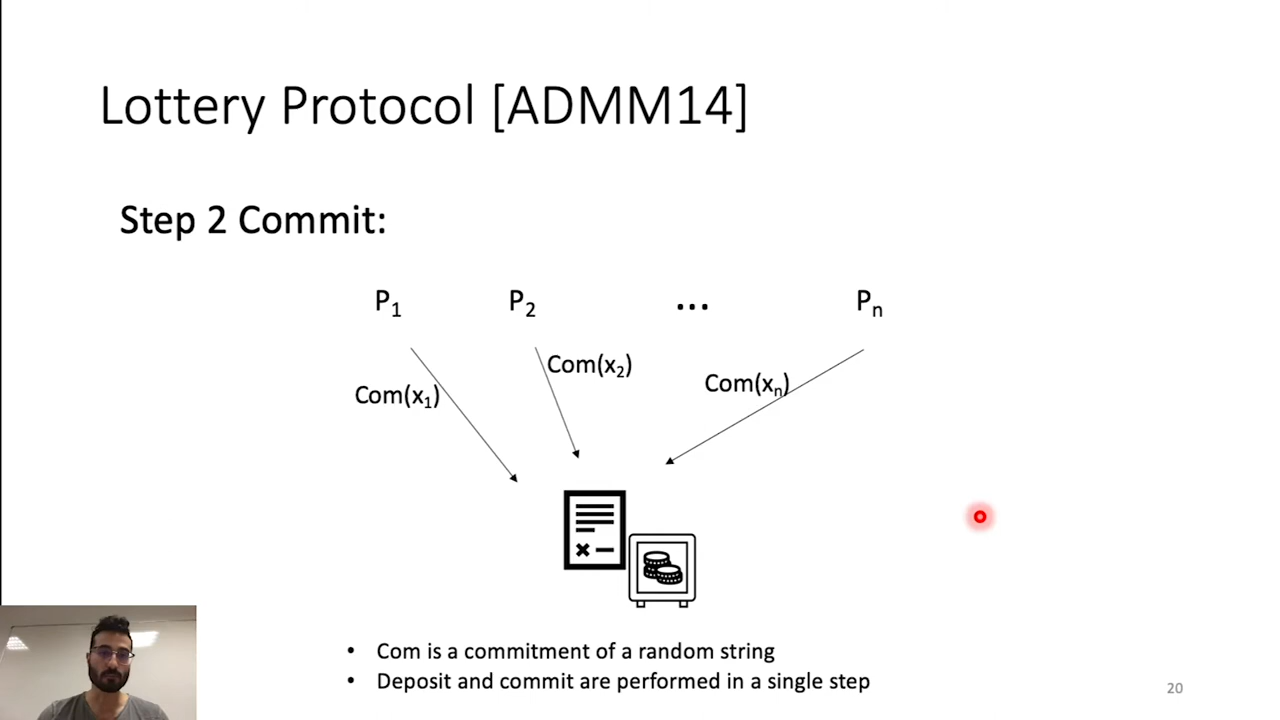 Lottery Protocol [ADMM14]
Step 2 Commit:
P1 P2 ... Pn
Com(x2)
Com(xn)
Com(x1)
• Com is a commitment of a random string
• Deposit and commit are performed in a single step
20